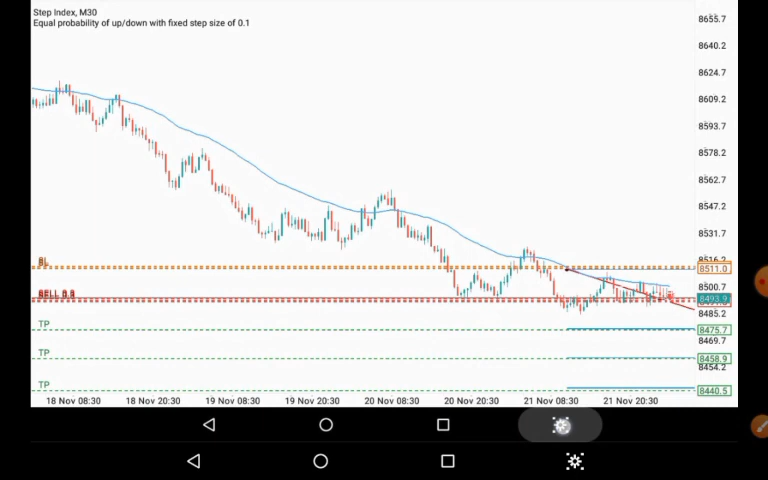 Step Index, M30
Equal probability of up/down with fixed step size of 0.1
8655.7
8640.2
8624.7
8609.2
8593.7
8578.2
8562.7
8547.2
8531.7
8511.0
8500.7
8493.9
8485.2
TP
8475.7
8469.7
TP
8458.9
8454.2
TP
8440.5
18 Nov 08:30
18 Nov 20:30
19 Nov 08:30
19 Nov 20:30
20 Nov 08:30
20 Nov 20:30
21 Nov 08:30
21 Nov 20:30